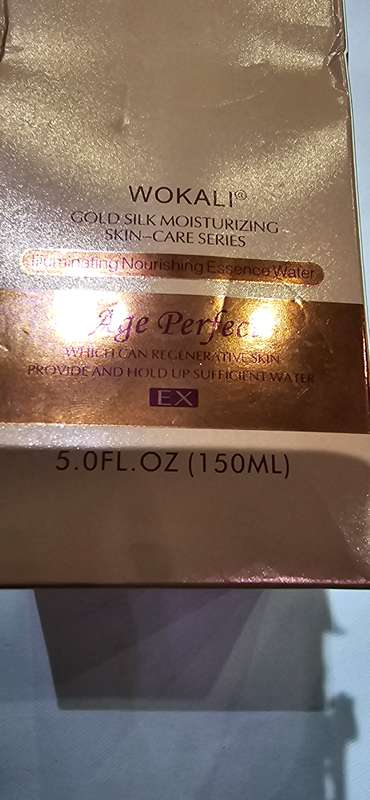 WOKALI®
GOLD SILK MOISTURIZING
SKIN-CARE SERIES
Illuminating Nourishing Essence Water
Age Perfect
WHICH CAN REGENERATIVE SKIN
PROVIDE AND HOLD UP SUFFICIENT WATER
EX
5.0FL.OZ (150ML)